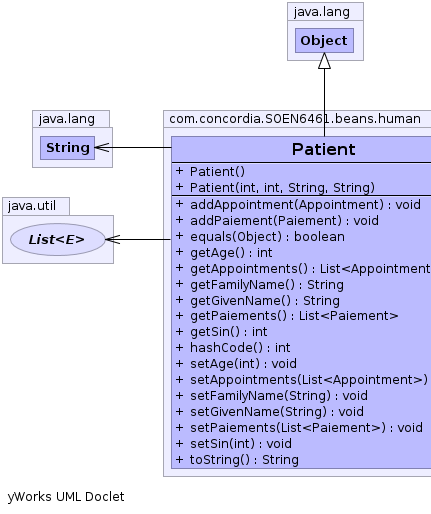 java.lang
Object
java.lang
String
java.util
List<E>
com.concordia.SOEN6461.beans.human
Patient
+ Patient()
+ Patient(int, int, String, String)
+ addAppointment(Appointment) : void
+ addPaiement(Paiement) : void
+ equals(Object) : boolean
+ getAge() : int
+ getAppointments() : List<Appointment
+ getFamilyName() : String
+ getGivenName() : String
+ getPaiements() : List<Paiement>
+ getSin() : int
+ hashCode() : int
+ setAge(int) : void
+ setAppointments(List<Appointment>)
+ setFamilyName(String) : void
+ setGivenName(String) : void
+ setPaiements(List<Paiement>) : void
+ setSin(int) : void
+ toString() : String
yWorks UML Doclet